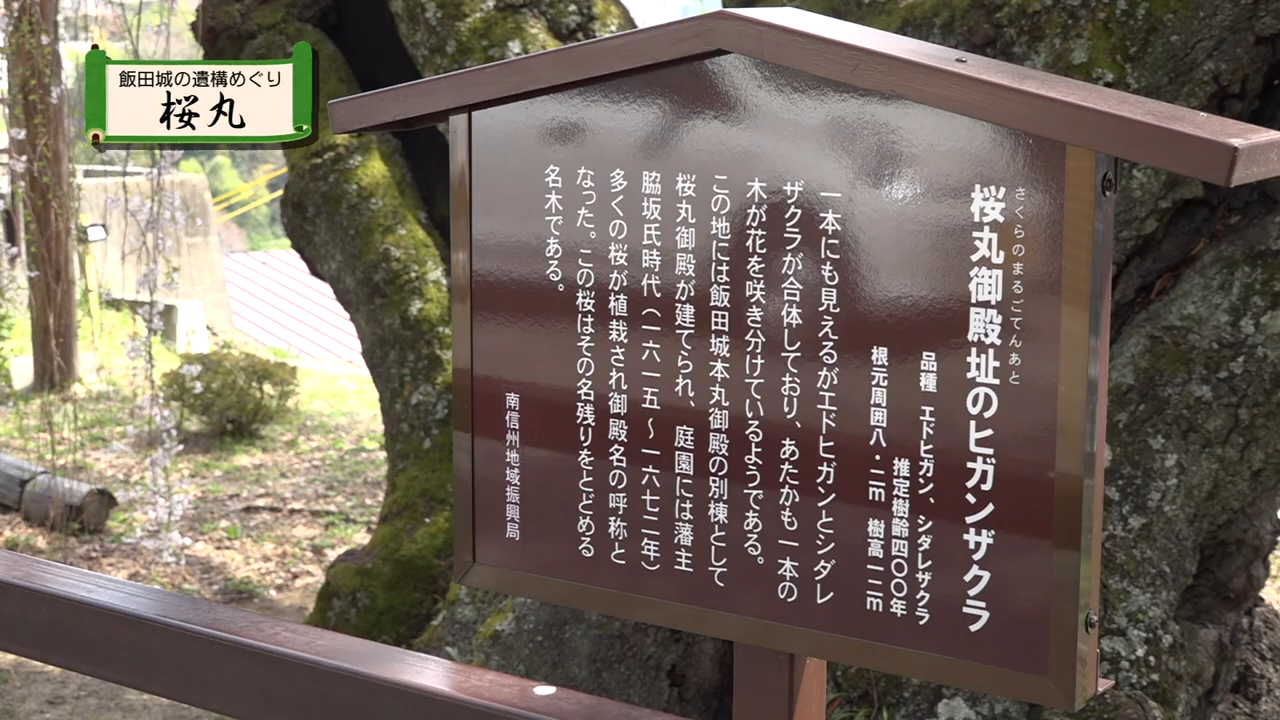 飯田城の遺構めぐり
桜丸
さくらのまるごてんあと
桜丸御殿址のヒガンザクラ
品種 エドヒガン、シダレザクラ
推定樹齢四〇〇年
根元周囲八・二m 樹高一二m
一本にも見えるがエドヒガンとシダレ
ザクラが合体しており、あたかも一本の
木が花を咲き分けているようである。
この地には飯田城本丸御殿の別棟として
桜丸御殿が建てられ、庭園には藩主
脇坂氏時代(一六一五～一六七二年)
多くの桜が植栽され御殿名の呼称と
なった。この桜はその名残りをとどめる
名木である。
南信州地域振興局